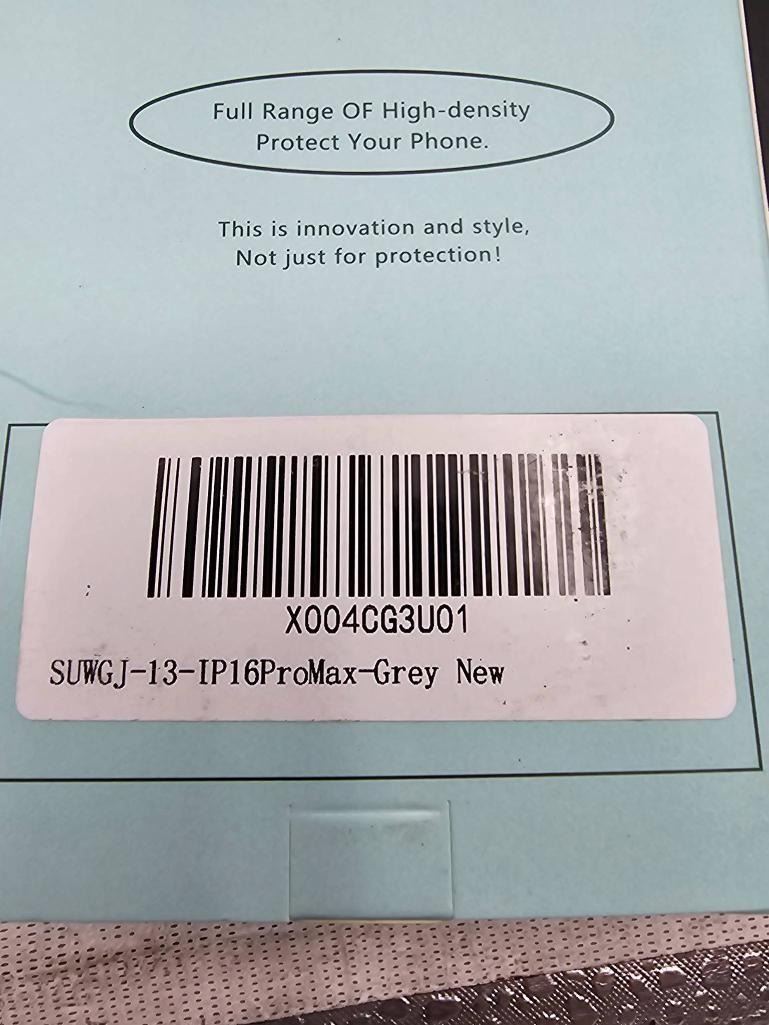 Full Range OF High-density
Protect Your Phone.
This is innovation and style,
Not just for protection!
X004CG3U01
SUWGJ-13-IP16ProMax-Grey New